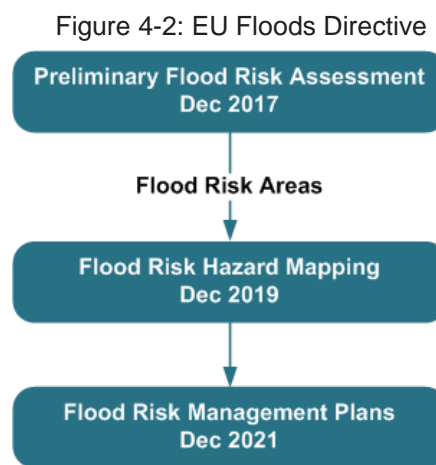 Figure 4-2: EU Floods Directive
Preliminary Flood Risk Assessment
Dec 2017
Flood Risk Areas
Flood Risk Hazard Mapping
Dec 2019
Flood Risk Management Plans
Dec 2021